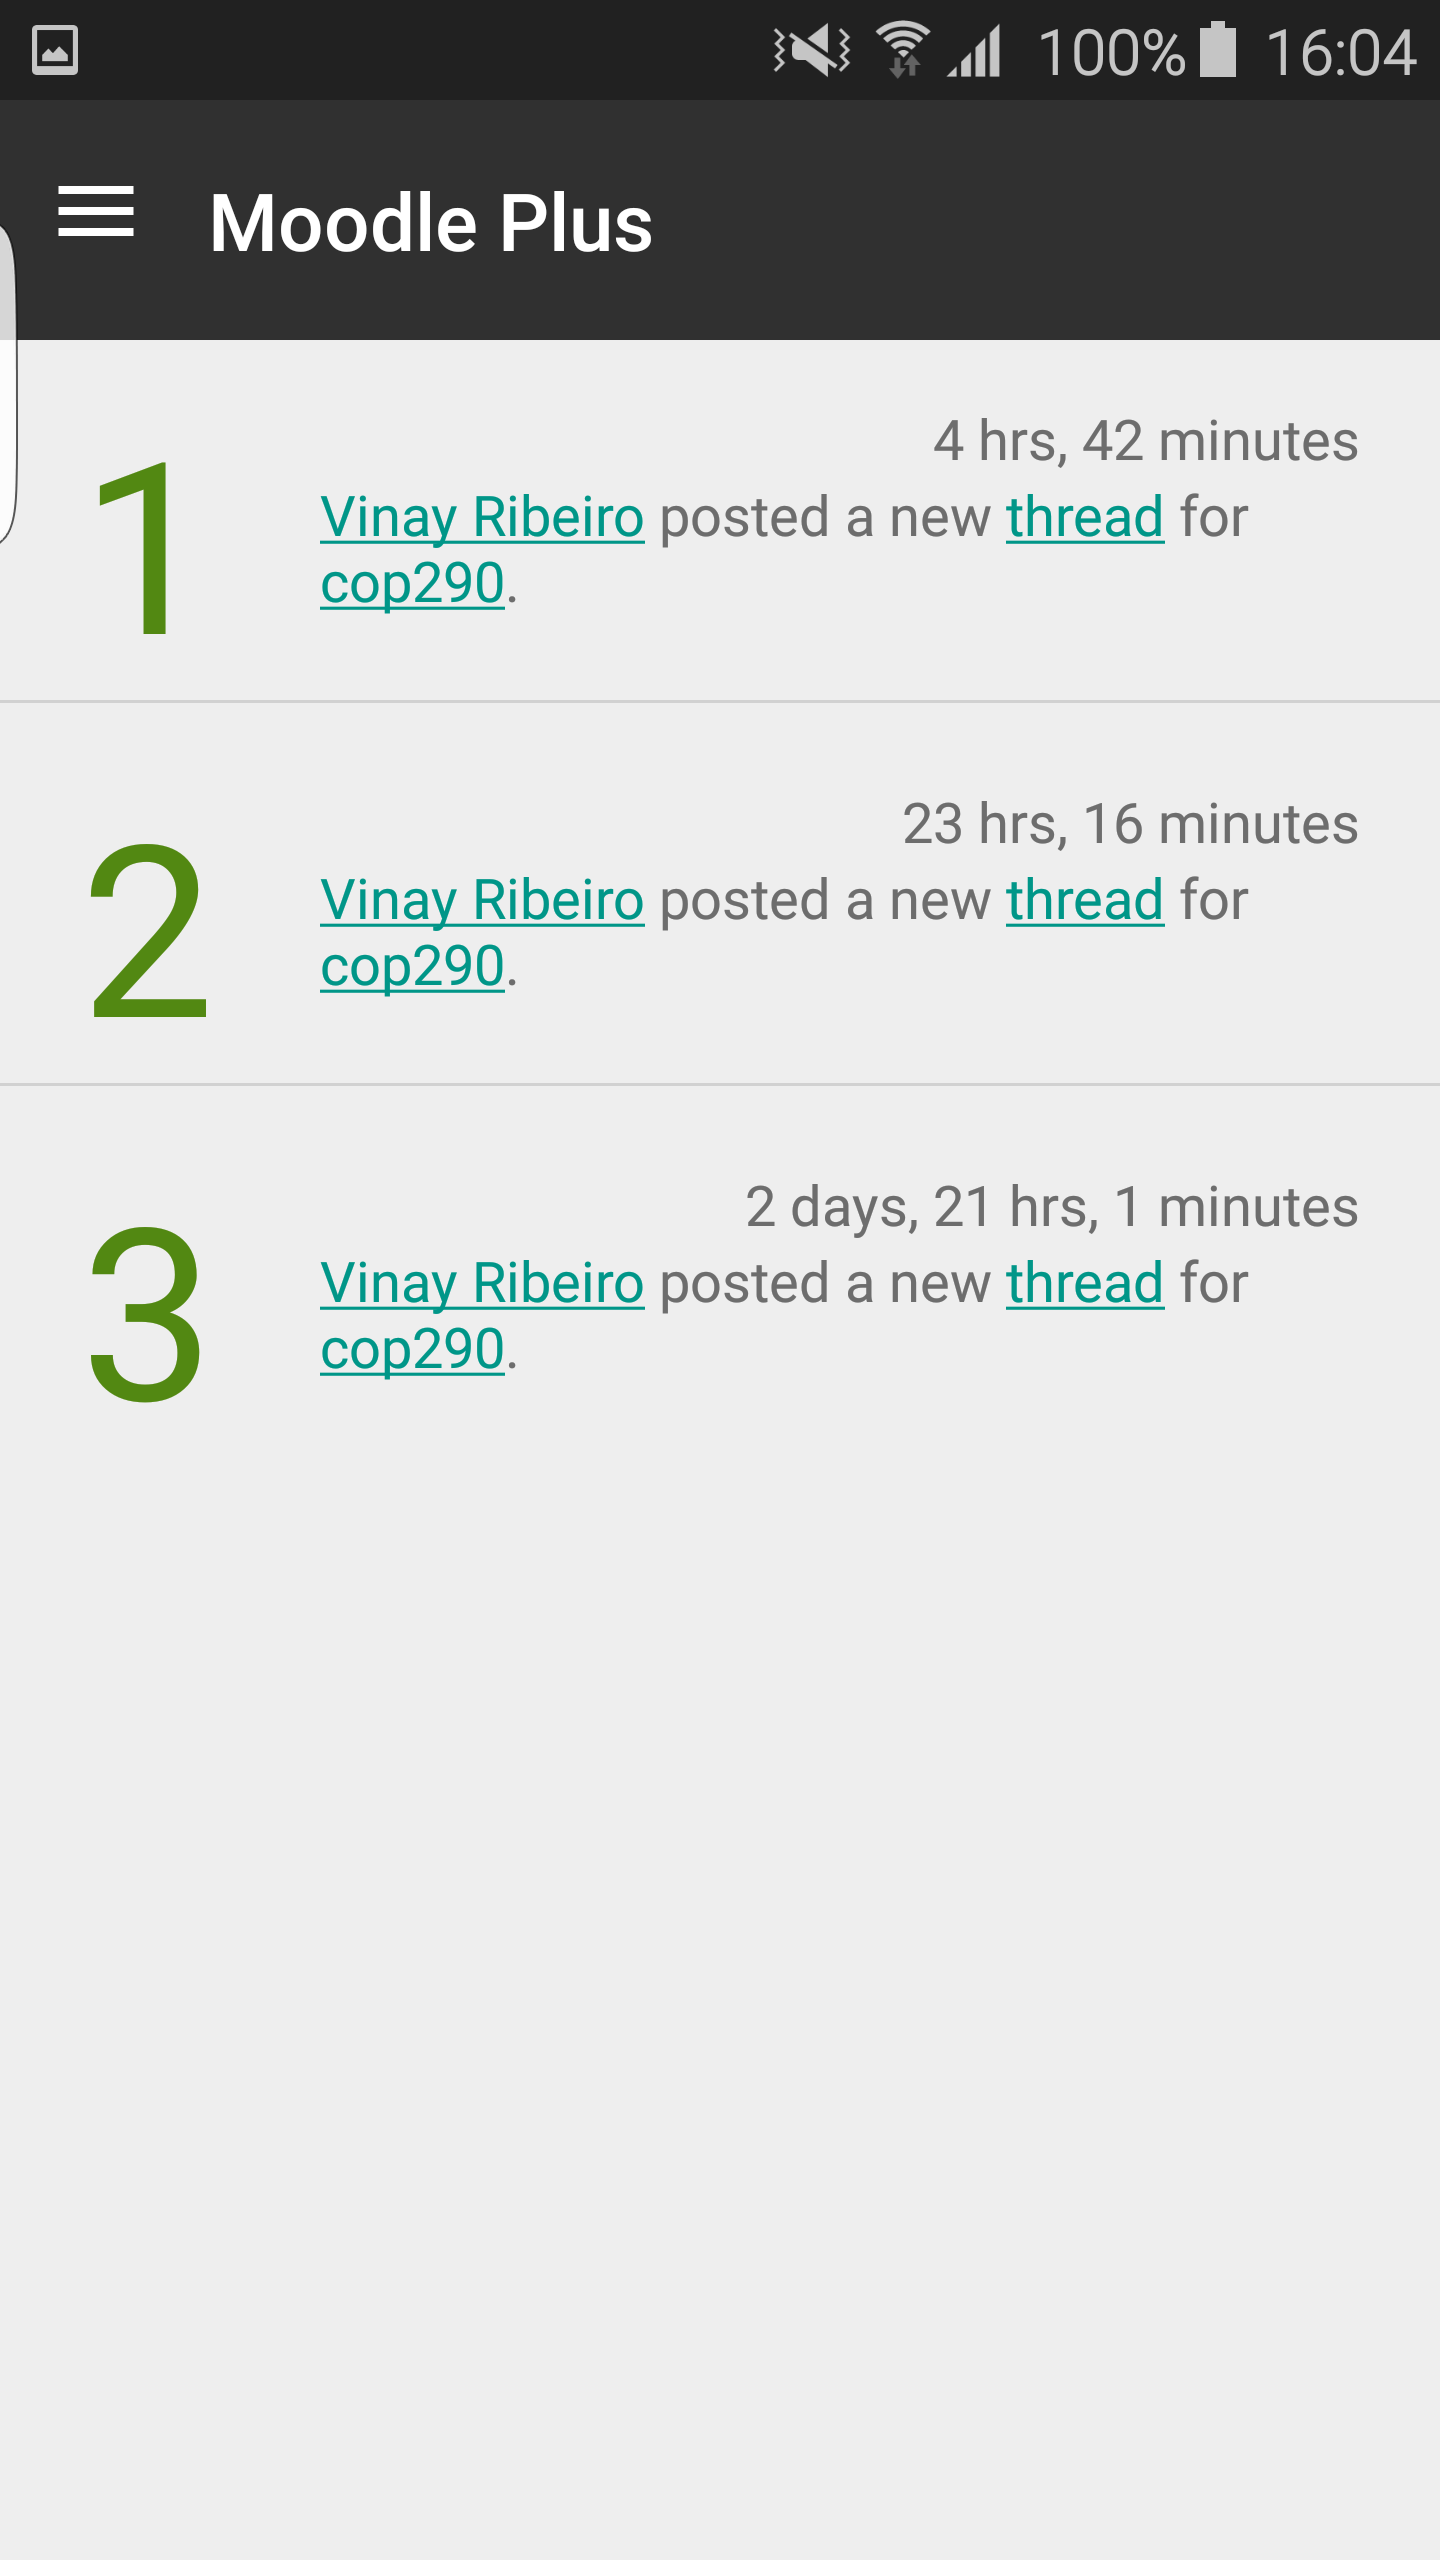 100% 16:04
Moodle Plus
4 hrs, 42 minutes
1
Vinay Ribeiro posted a new thread for
cop290.
23 hrs, 16 minutes
2
Vinay Ribeiro posted a new thread for
cop290.
2 days, 21 hrs, 1 minutes
3
Vinay Ribeiro posted a new thread for
cop290.